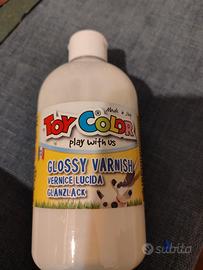 Made in Italy
TOY COLOR
play with us
GLOSSY VARNISH
VERNICE LUCIDA
GLANZLACK
subito